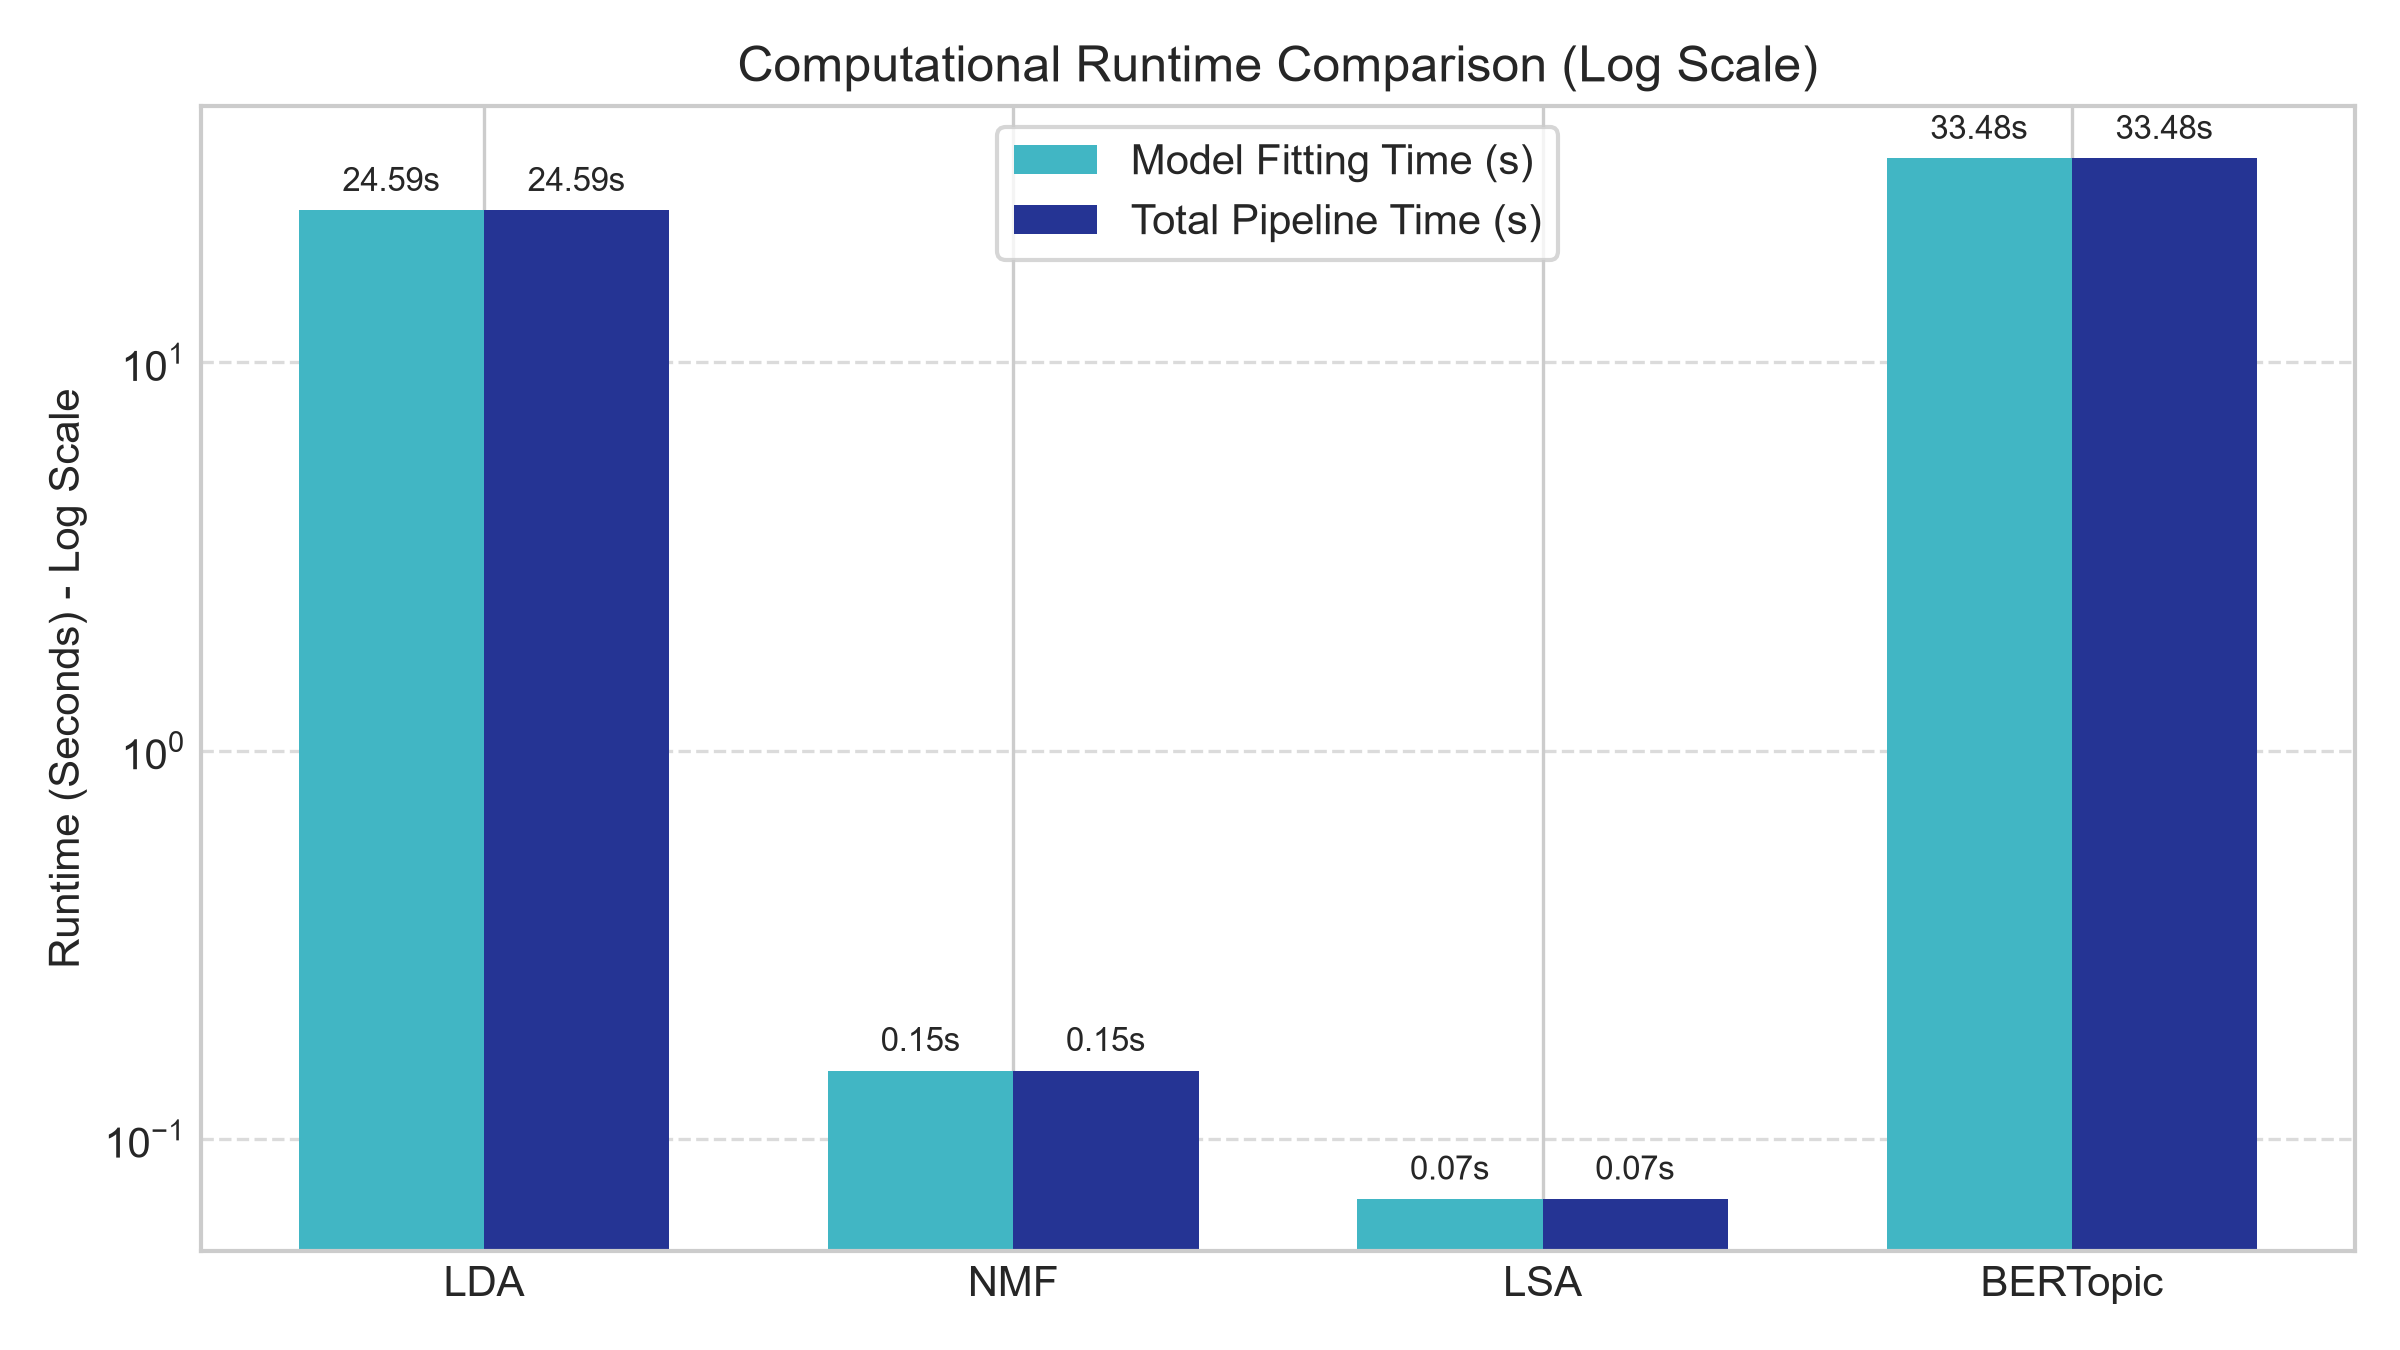 Computational Runtime Comparison (Log Scale)
33.48s 33.48s
Model Fitting Time (s)
24.59s 24.59s
Total Pipeline Time (s)
10¹
Runtime (Seconds) - Log Scale
10⁰
0.15s 0.15s
10⁻¹
0.07s 0.07s
LDA NMF LSA BERTopic